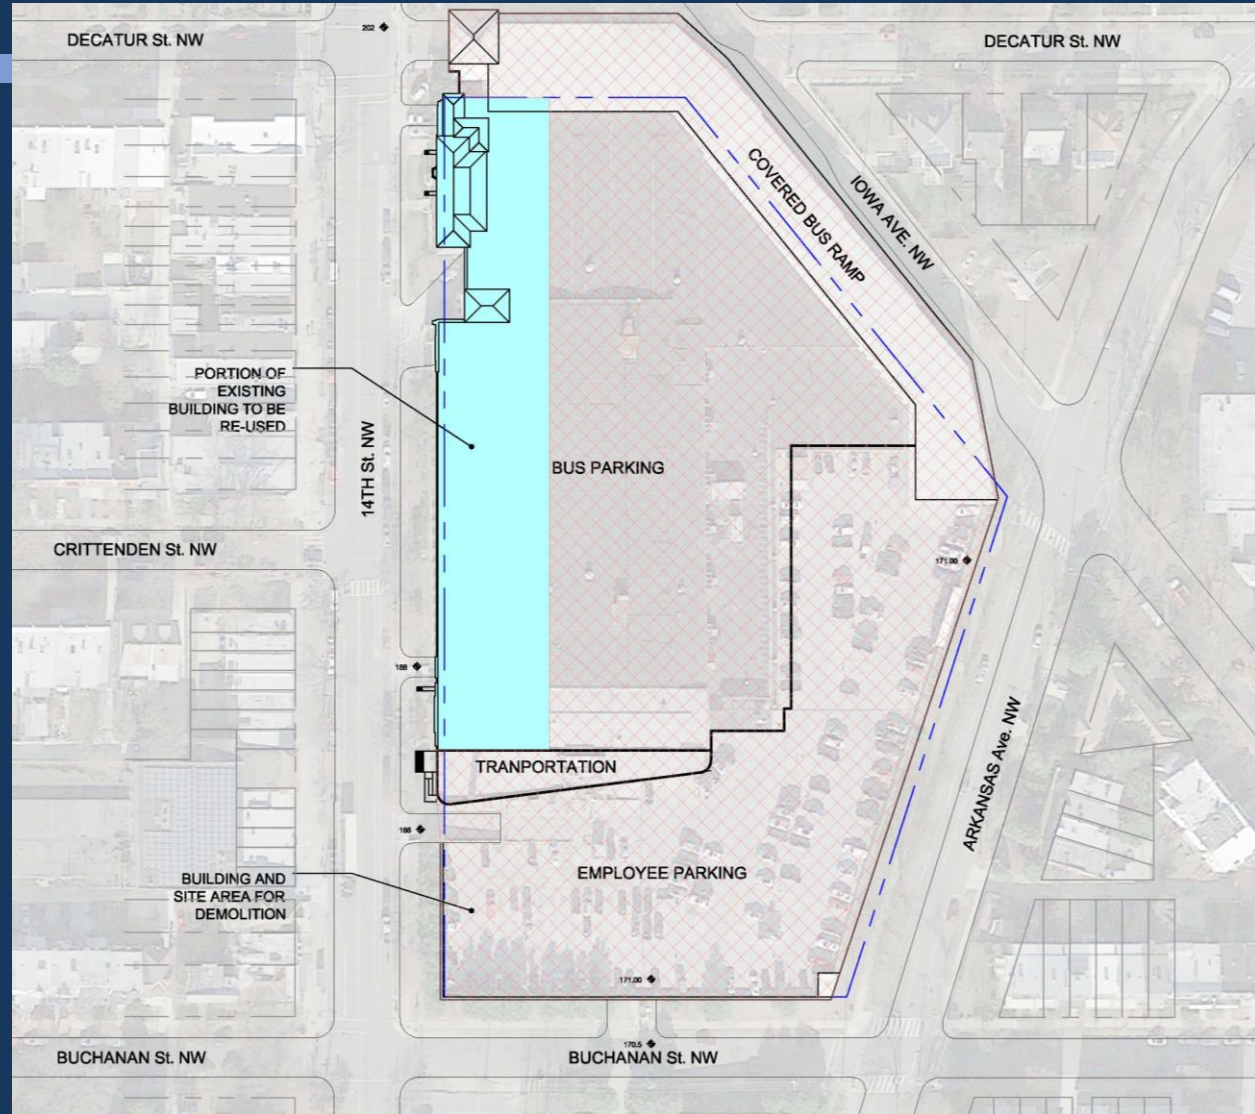 DECATUR St. NW
202
DECATUR St. NW
COVERED BUS RAMP
IOWA AVE. NW
PORTION OF
EXISTING
BUILDING TO BE
RE-USED
14TH St. NW
BUS PARKING
CRITTENDEN St. NW
171.00
188
TRANPORTATION
ARKANSAS Ave. NW
186
EMPLOYEE PARKING
BUILDING AND
SITE AREA FOR
DEMOLITION
171.00
170.5
BUCHANAN St. NW
BUCHANAN St. NW